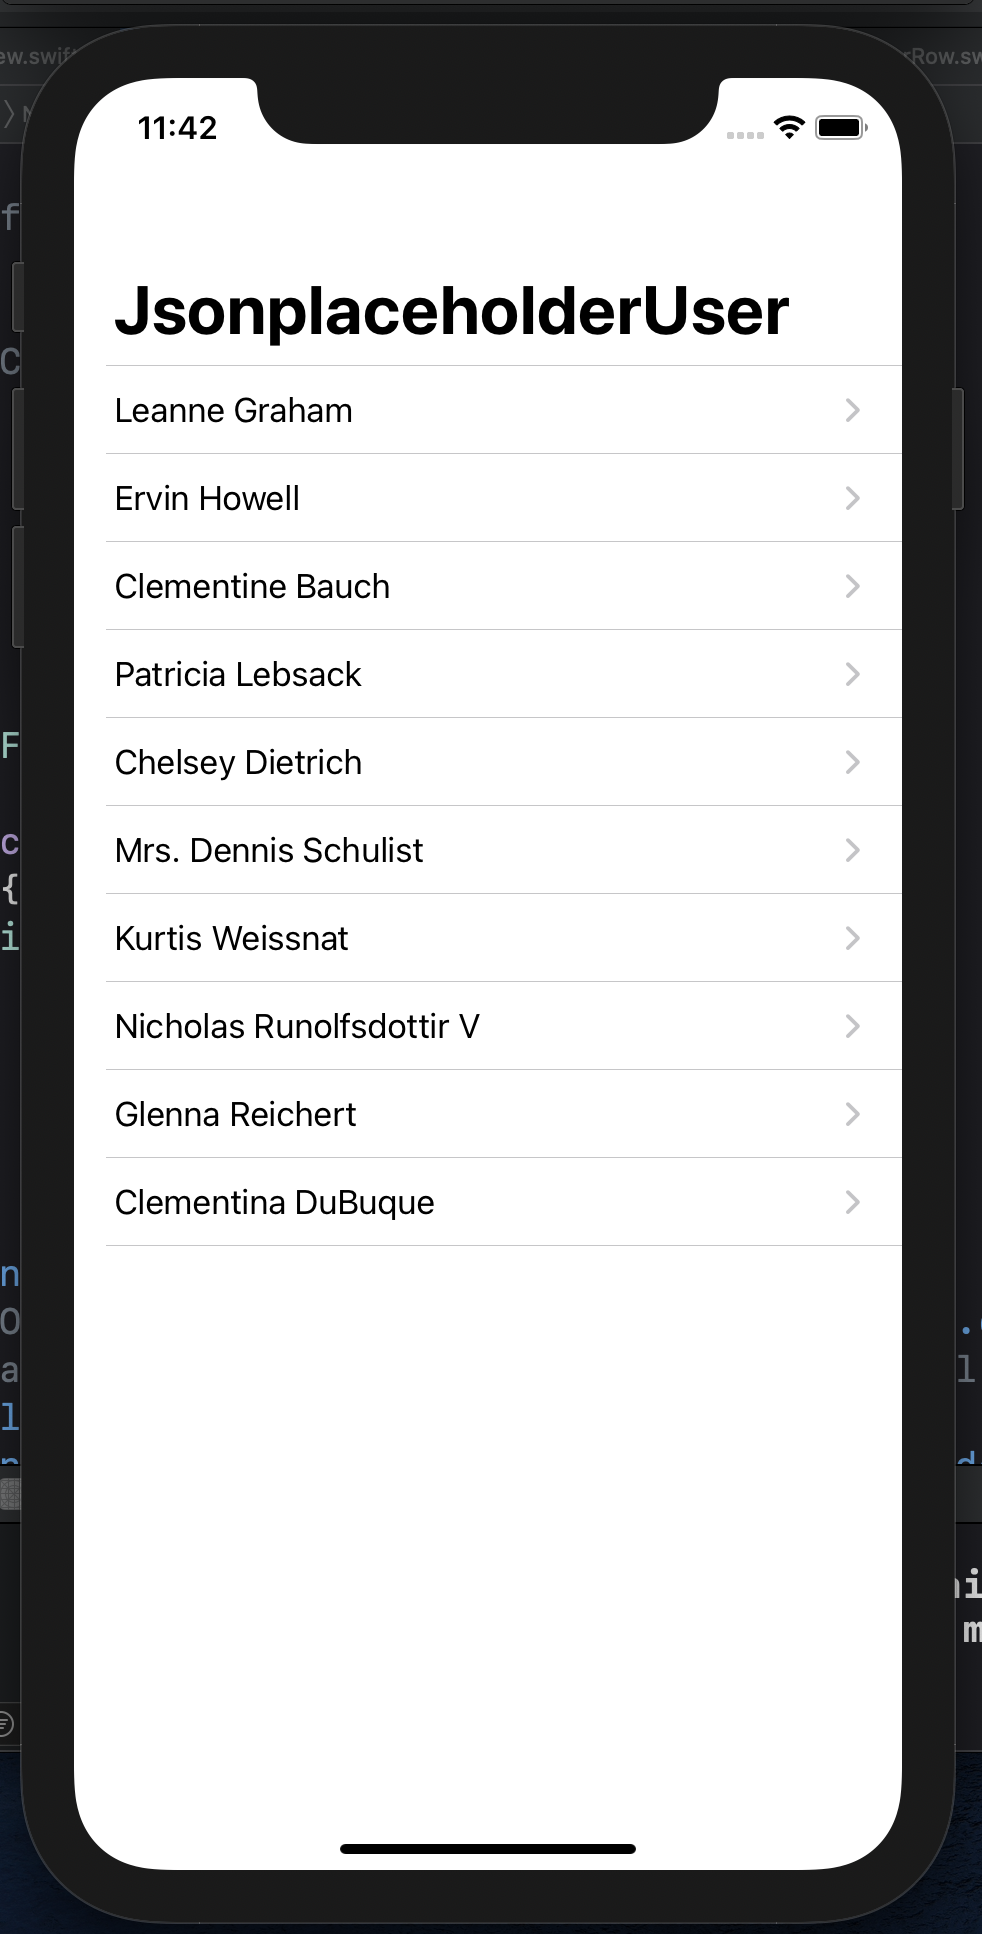 11:42
JsonplaceholderUser
Leanne Graham
Ervin Howell
Clementine Bauch
Patricia Lebsack
Chelsey Dietrich
Mrs. Dennis Schulist
Kurtis Weissnat
Nicholas Runolfsdottir V
Glenna Reichert
Clementina DuBuque